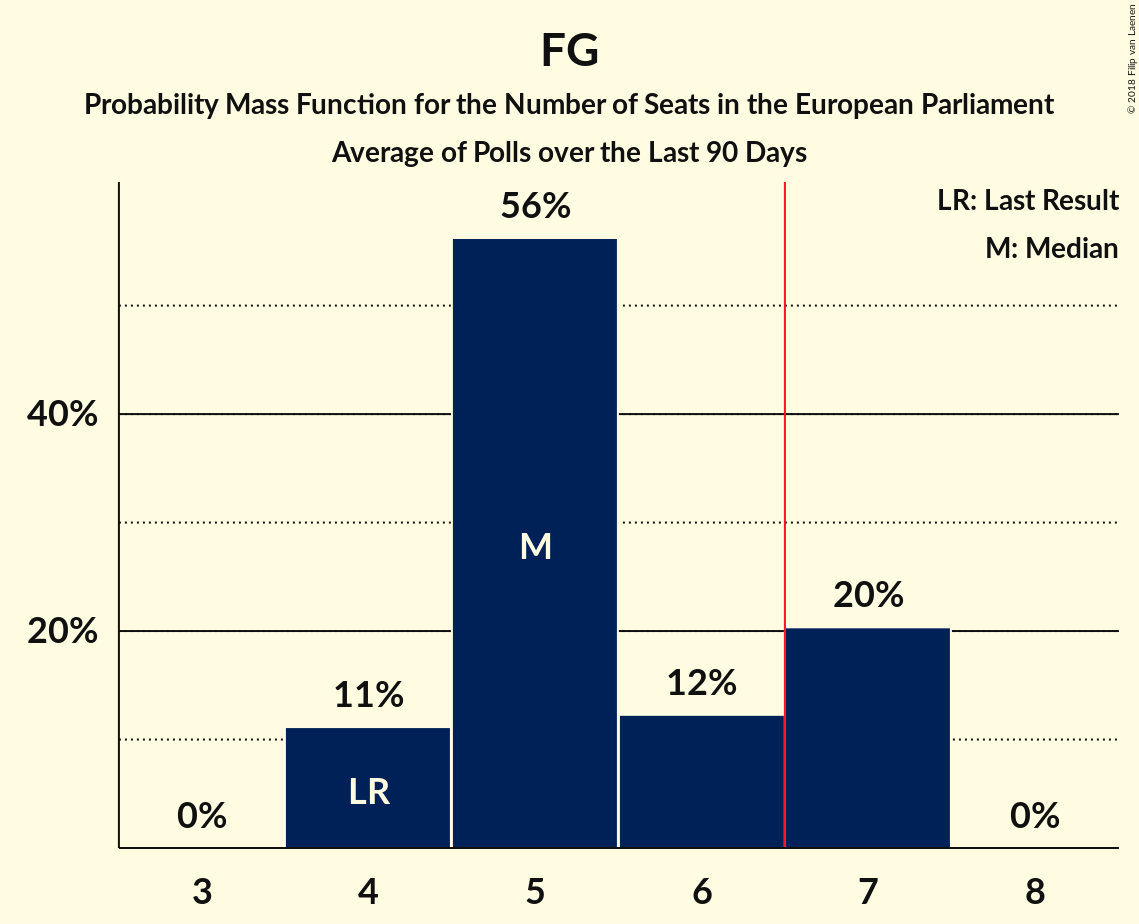 FG
Probability Mass Function for the Number of Seats in the European Parliament
Average of Polls over the Last 90 Days
© 2018 Filip van Laenen
LR: Last Result
M: Median
56%
40%
M
20%
20%
12%
11%
LR
0%
0%
3 4 5 6 7 8